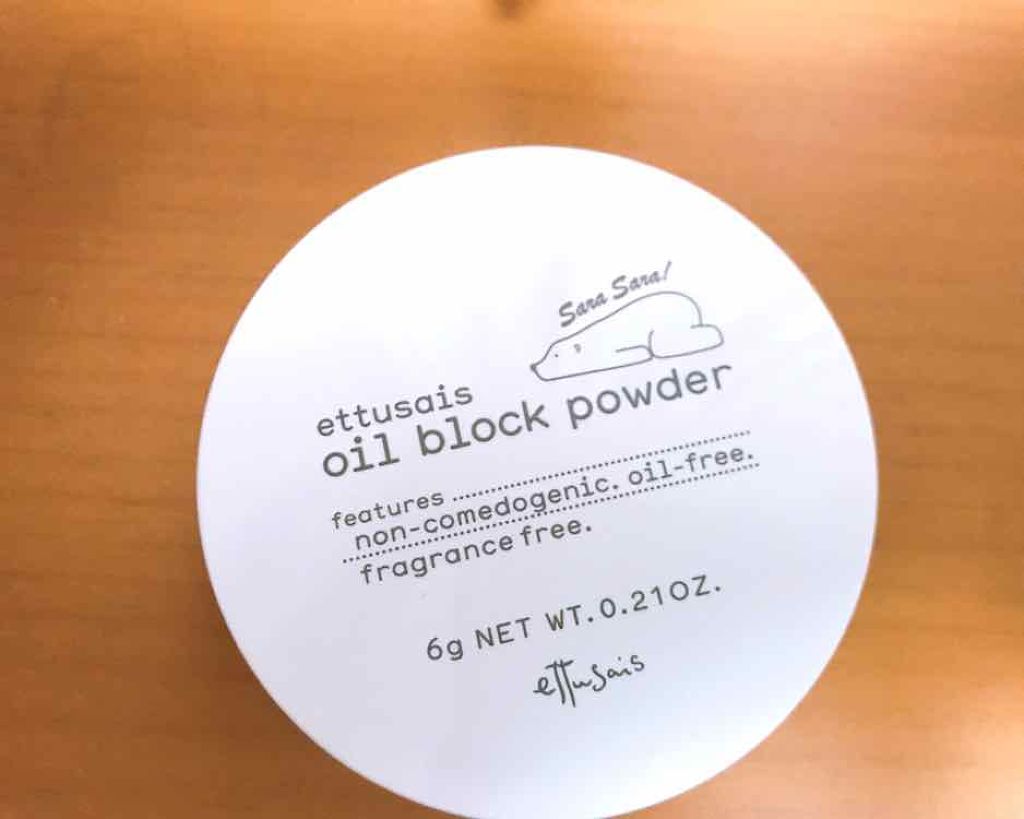 Sara Sara!
ettusais
oil block powder
features
non-comedogenic. oil-free.
fragrance free.
6g NET WT.0.21OZ.
ettusais